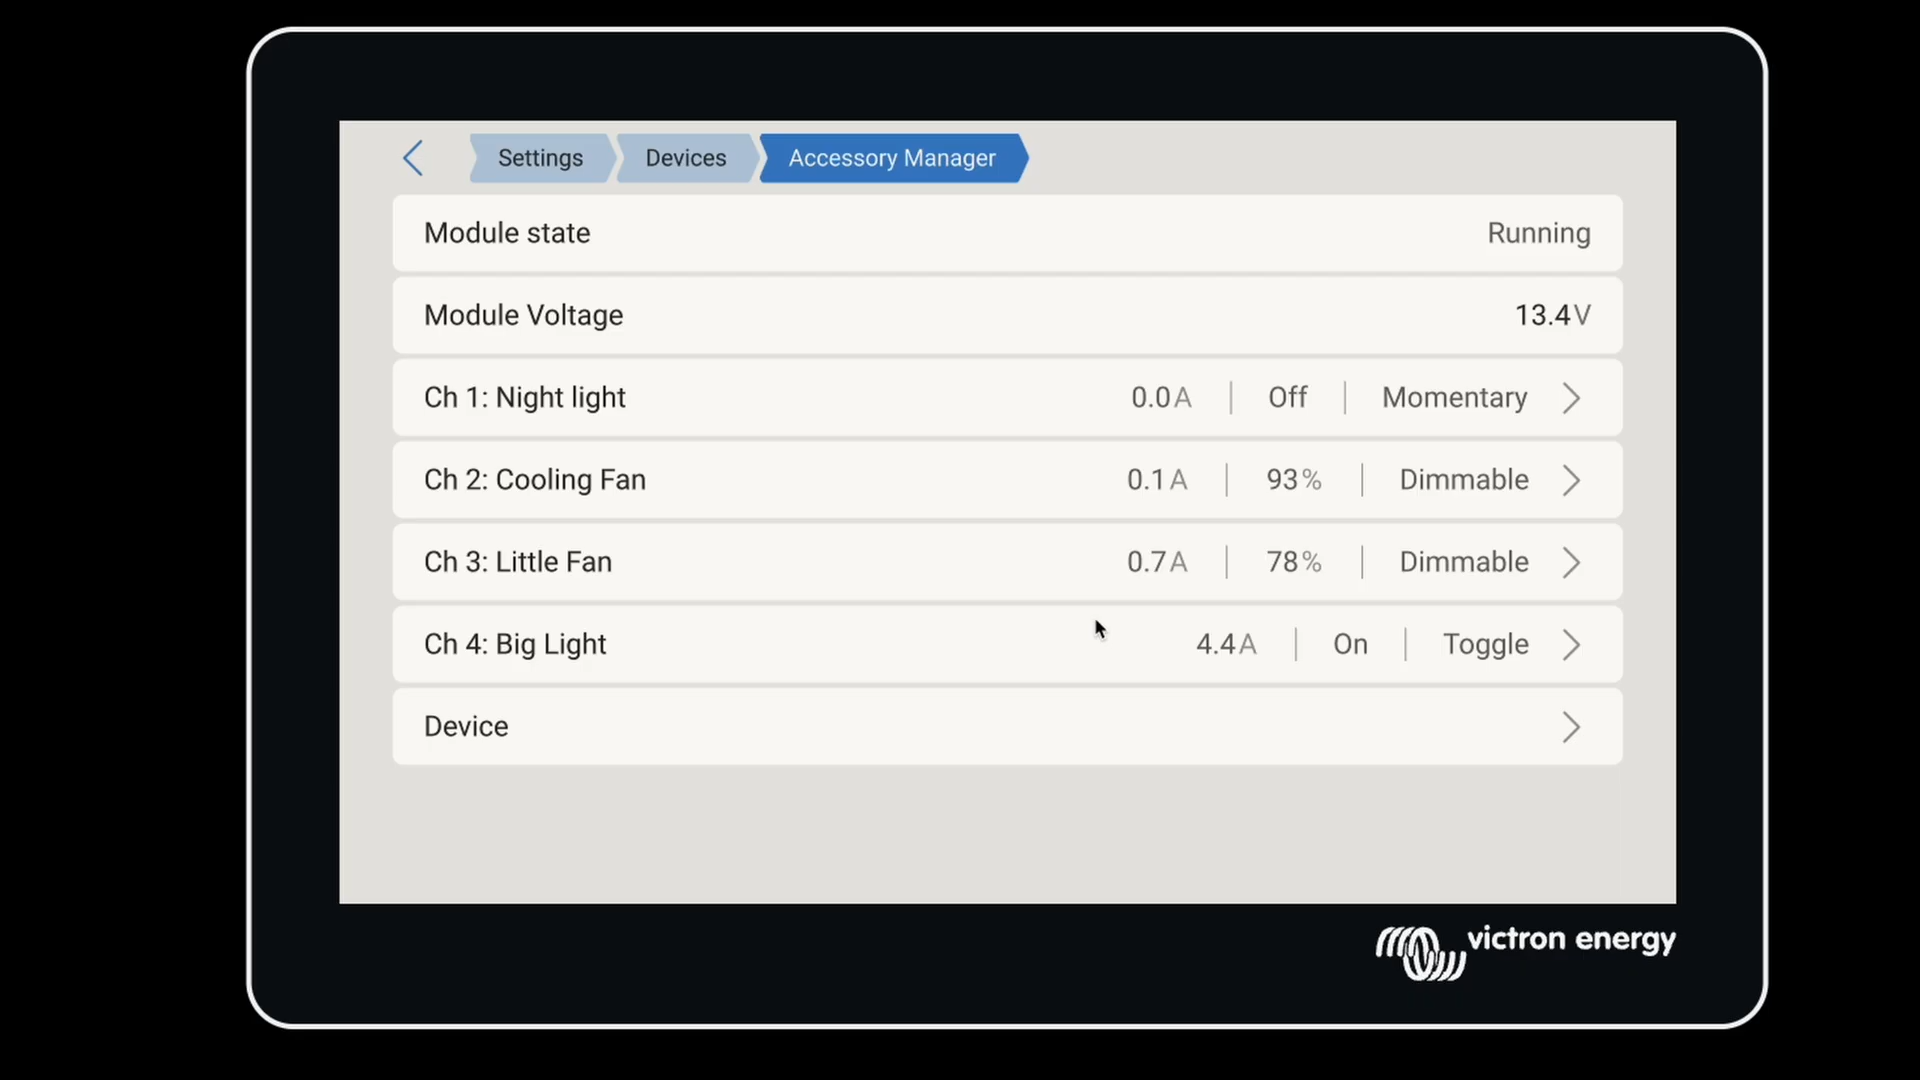 Settings Devices Accessory Manager
Module state Running
Module Voltage 13.4V
Ch 1: Night light 0.0A Off Momentary
Ch 2: Cooling Fan 0.1A 93% Dimmable
Ch 3: Little Fan 0.7A 78% Dimmable
Ch 4: Big Light 4.4A On Toggle
Device
victron energy